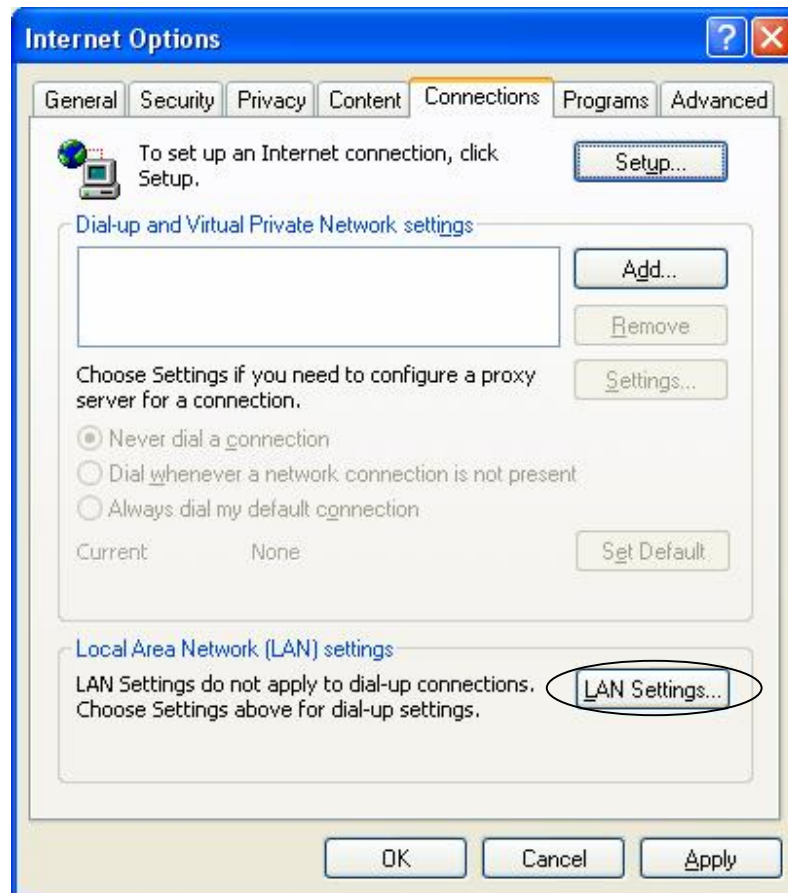 Internet Options
General Security Privacy Content Connections Programs Advanced
To set up an Internet connection, click
Setup.
Setup...
Dial-up and Virtual Private Network settings
Add...
Remove
Choose Settings if you need to configure a proxy
server for a connection.
Settings...
Never dial a connection
Dial whenever a network connection is not present
Always dial my default connection
Current None
Set Default
Local Area Network (LAN) settings
LAN Settings do not apply to dial-up connections.
Choose Settings above for dial-up settings.
LAN Settings...
OK Cancel Apply